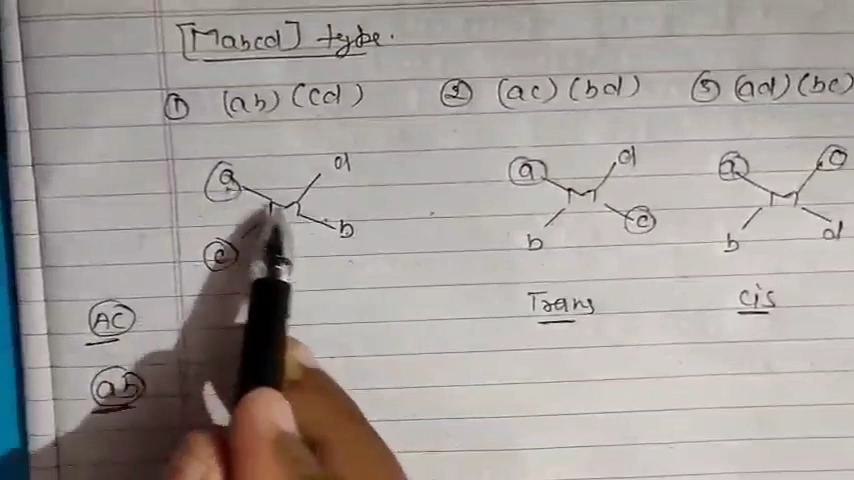 [Mabcd] type.
① (ab) (cd) ② (ac) (bd) ③ (ad) (bc)
a d a d a c
c b b c b d
Trans cis
AC
ab